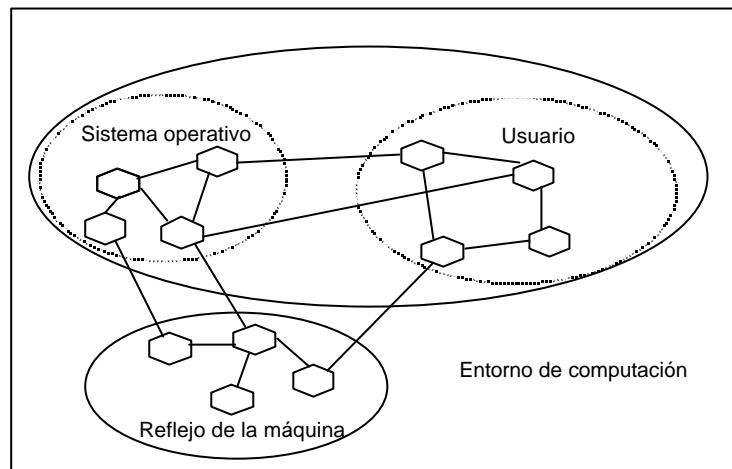 Sistema operativo
Usuario
Entorno de computación
Reflejo de la máquina